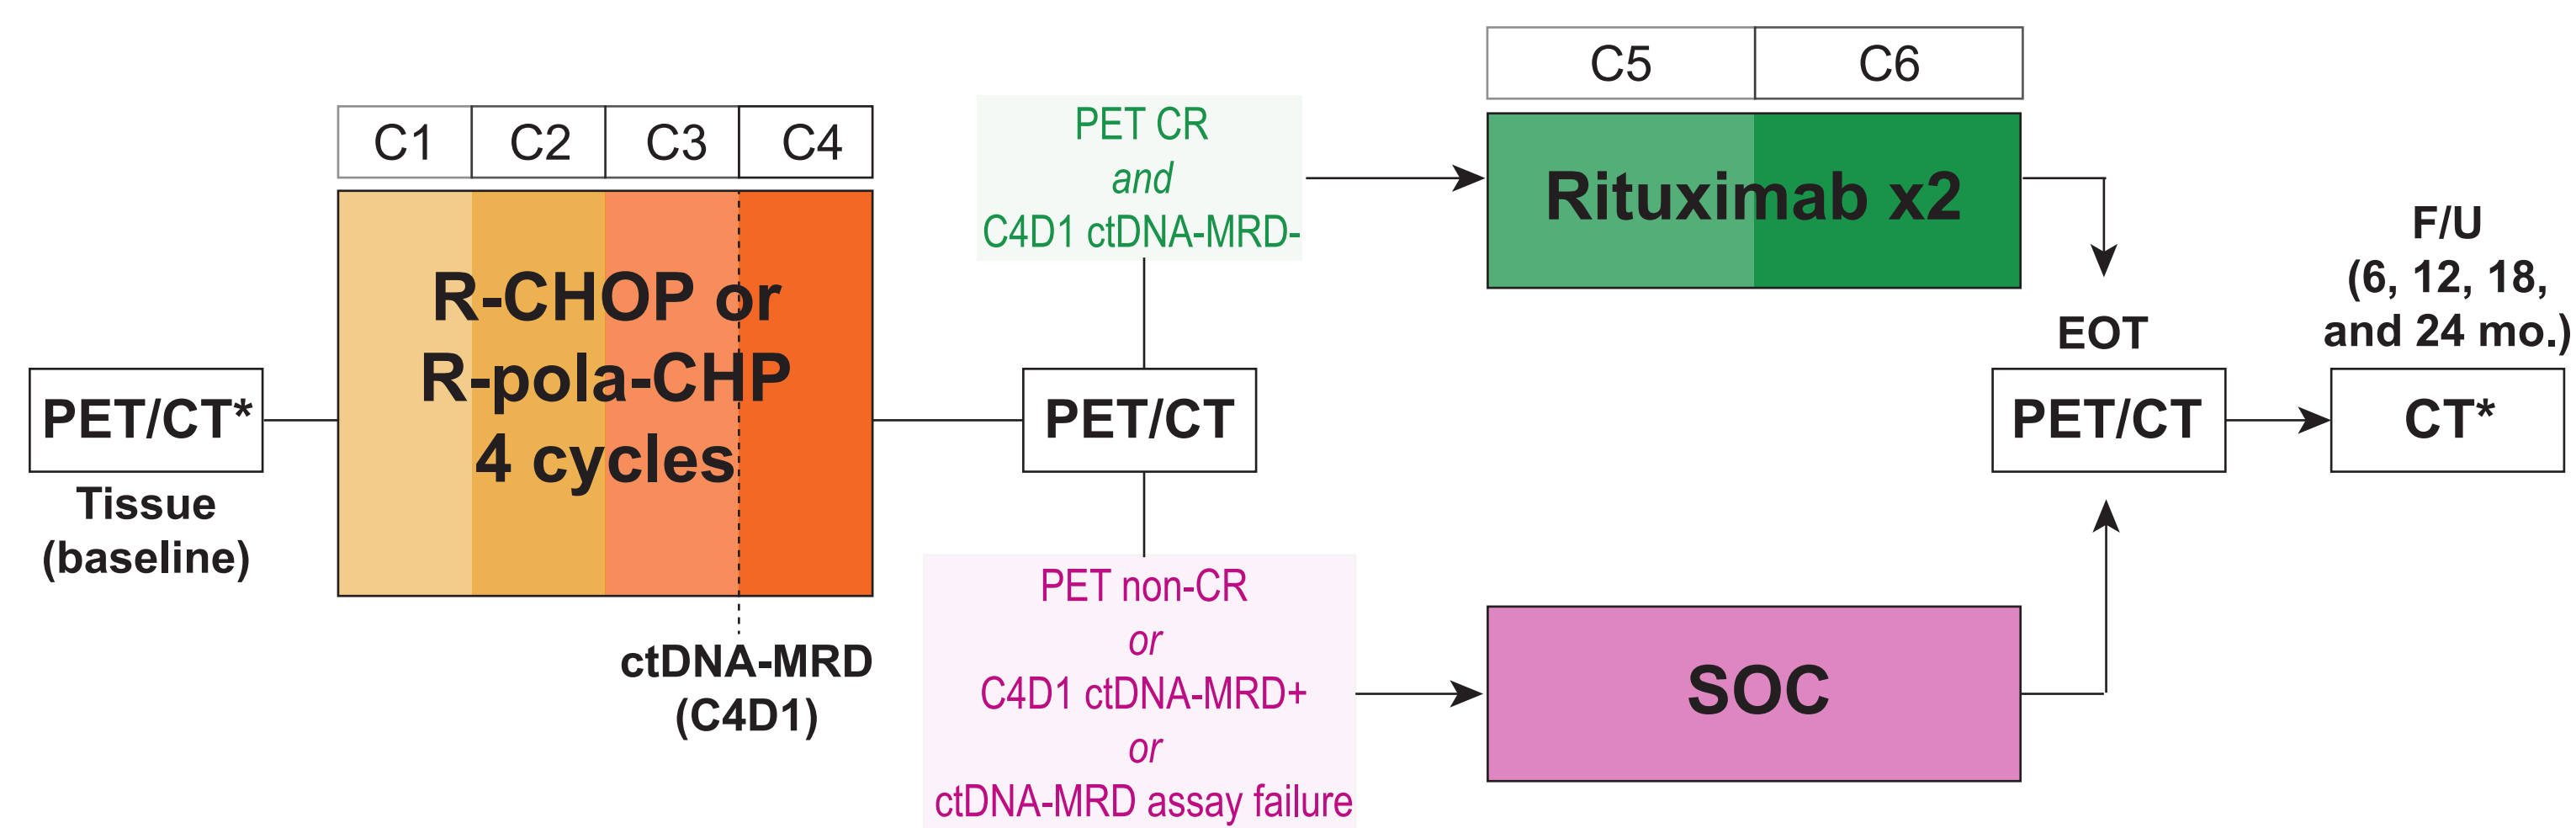 PET/CT*
Tissue
(baseline)
C1 C2 C3 C4
R-CHOP or
R-pola-CHP
4 cycles
ctDNA-MRD
(C4D1)
PET CR
and
C4D1 ctDNA-MRD-
PET/CT
PET non-CR
or
C4D1 ctDNA-MRD+
or
ctDNA-MRD assay failure
C5 C6
Rituximab x2
SOC
EOT
PET/CT
F/U
(6, 12, 18,
and 24 mo.)
CT*